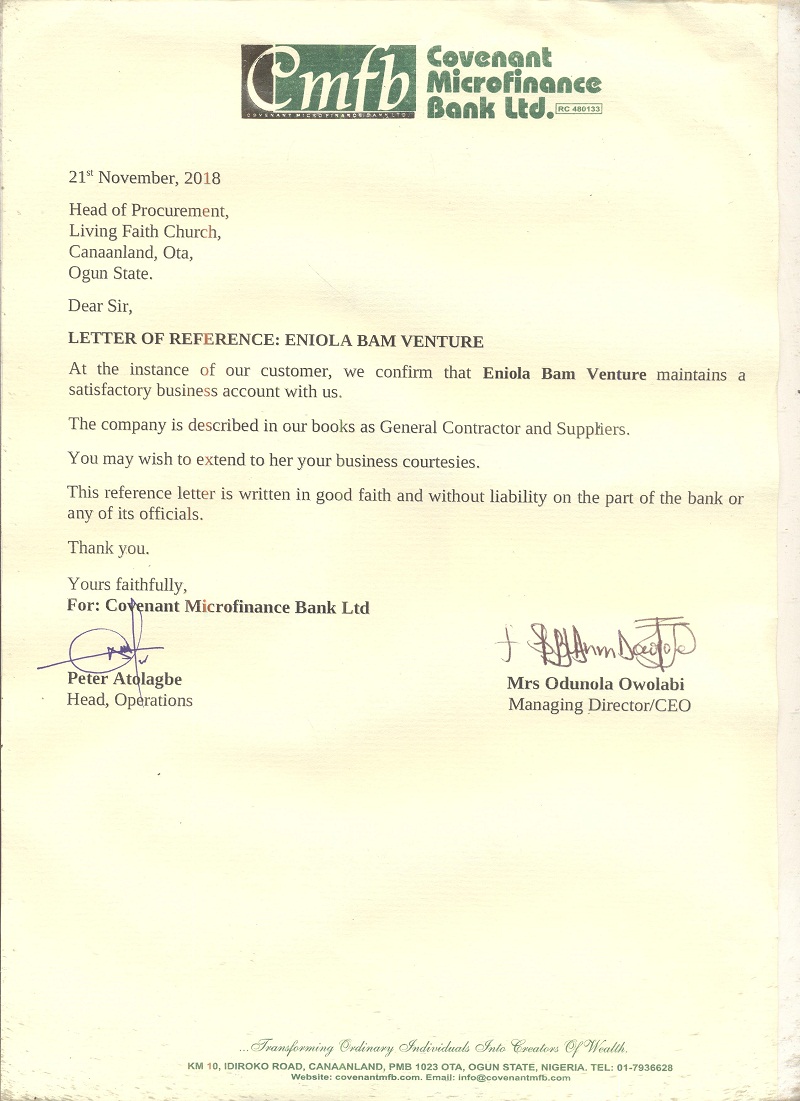 Cmfb
COVENANT MICROFINANCE BANK LTD.
Covenant
Microfinance
Bank Ltd. RC 480133
21st November, 2018
Head of Procurement,
Living Faith Church,
Canaanland, Ota,
Ogun State.
Dear Sir,
LETTER OF REFERENCE: ENIOLA BAM VENTURE
At the instance of our customer, we confirm that Eniola Bam Venture maintains a
satisfactory business account with us.
The company is described in our books as General Contractor and Suppliers.
You may wish to extend to her your business courtesies.
This reference letter is written in good faith and without liability on the part of the bank or
any of its officials.
Thank you.
Yours faithfully,
For: Covenant Microfinance Bank Ltd
Peter Atolagbe
Head, Operations
Mrs Odunola Owolabi
Managing Director/CEO
...Transforming Ordinary Individuals Into Creators Of Wealth.
KM 10, IDIROKO ROAD, CANAANLAND, PMB 1023 OTA, OGUN STATE, NIGERIA. TEL: 01-7936628
Website: covenantmfb.com. Email: info@covenantmfb.com